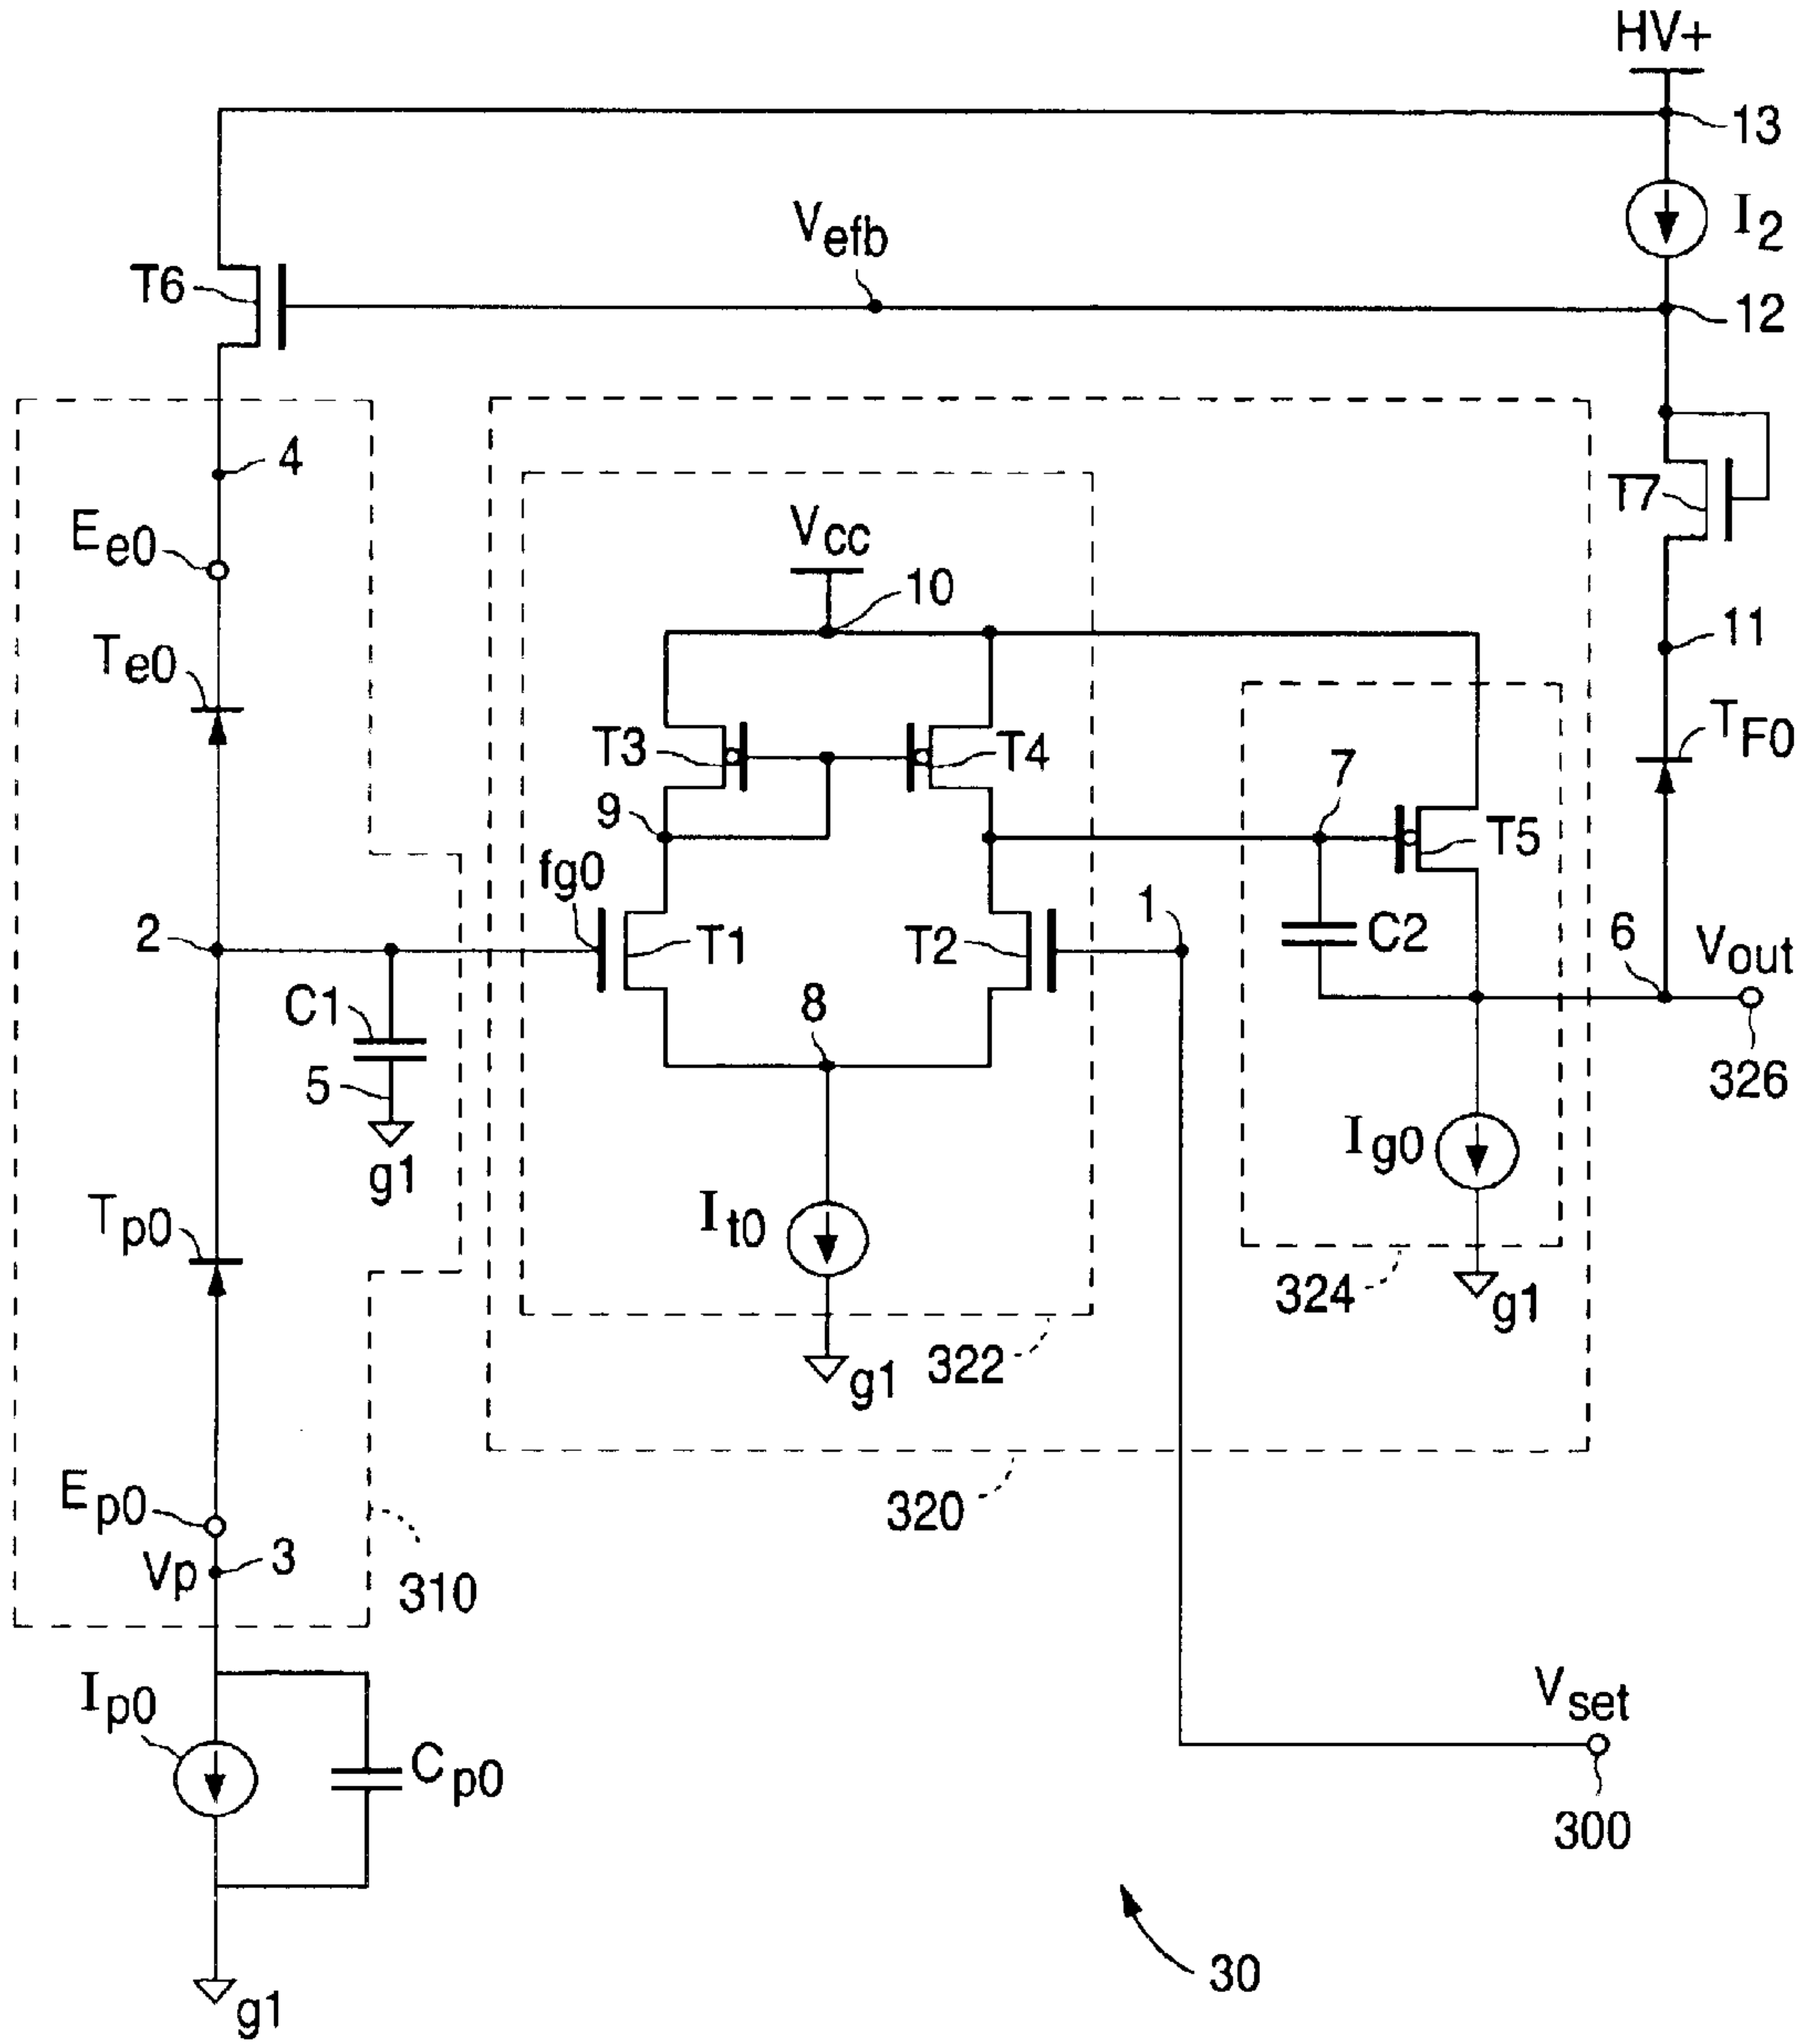 HV+
13
I2
Vefb
T6
12
4
T7
Ee0
Vcc
10
11
Te0
TF0
T3
T4
7
9
T5
fg0
1
2
T1
T2
C2
6
Vout
C1
8
5
326
g1
Tp0
It0
Ig0
324
g1
322
g1
Ep0
320
Vp
3
310
Ip0
Cp0
Vset
300
30
g1